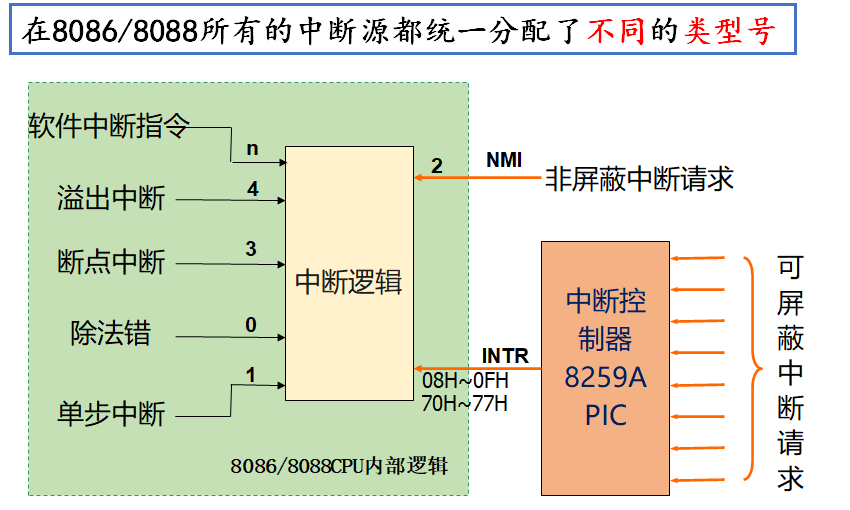 在8086/8088所有的中断源都统一分配了不同的类型号
软件中断指令
n
溢出中断
4
断点中断
3
除法错
0
单步中断
1
中断逻辑
8086/8088CPU内部逻辑
2
NMI
非屏蔽中断请求
INTR
08H~0FH
70H~77H
中断控
制器
8259A
PIC
可
屏
蔽
中
断
请
求